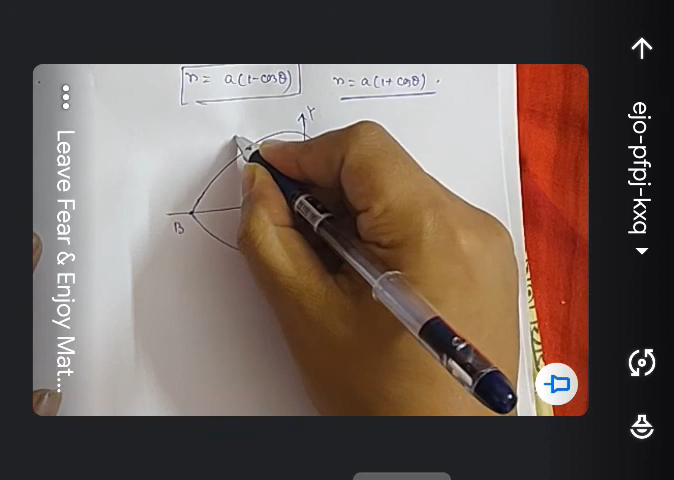 r = a(1-cosθ)
r = a(1+cosθ).
Y
B
ejo-pfpj-kxq
Leave Fear & Enjoy Mat...